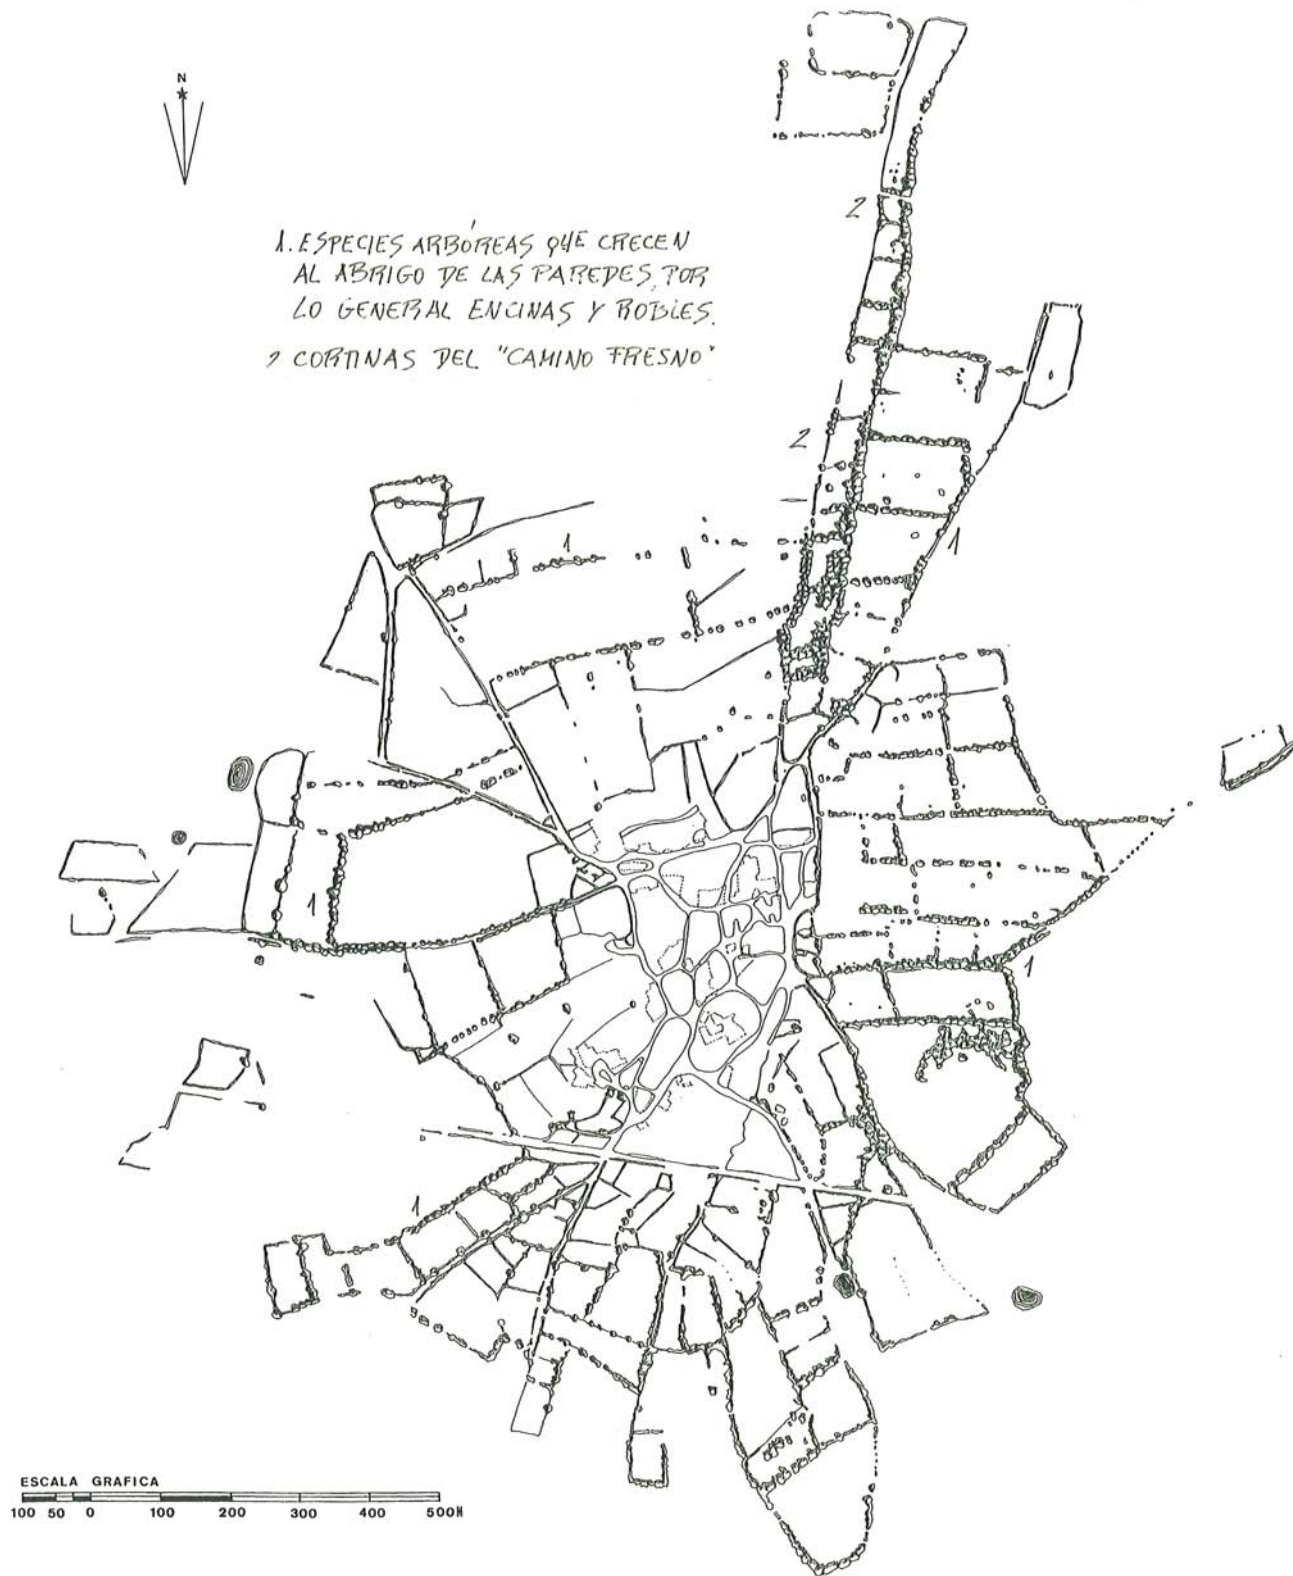 N
1. ESPECIES ARBÓREAS QUE CRECEN
AL ABRIGO DE LAS PAREDES, POR
LO GENERAL ENCINAS Y ROBLES.
2 CORTINAS DEL "CAMINO FRESNO"
2
2
1
1
1
1
1
ESCALA GRAFICA
100 50 0 100 200 300 400 500M